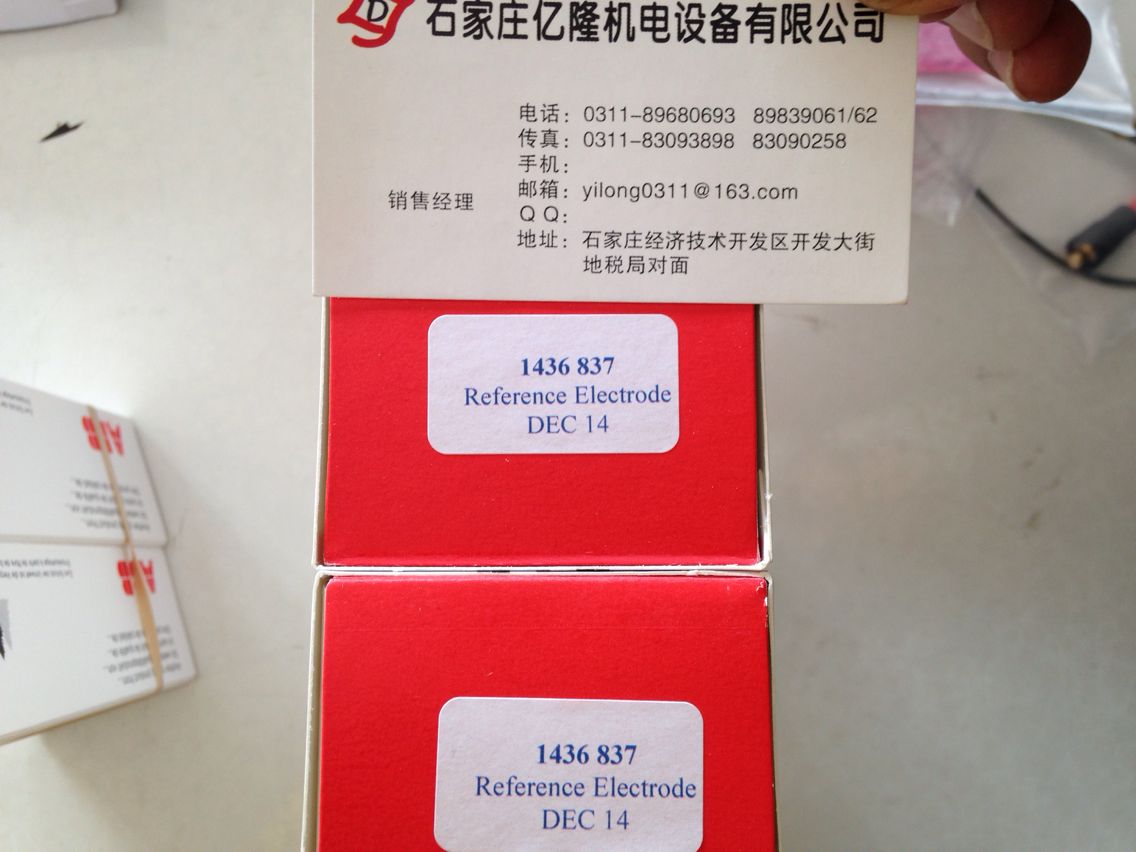 石家庄亿隆机电设备有限公司
电话：0311-89680693 89839061/62
传真：0311-83093898 83090258
手机：
销售经理
邮箱：yilong0311@163.com
Q Q：
地址：石家庄经济技术开发区开发大街
地税局对面
1436 837
Reference Electrode
DEC 14
1436 837
Reference Electrode
DEC 14
ABB
ABB